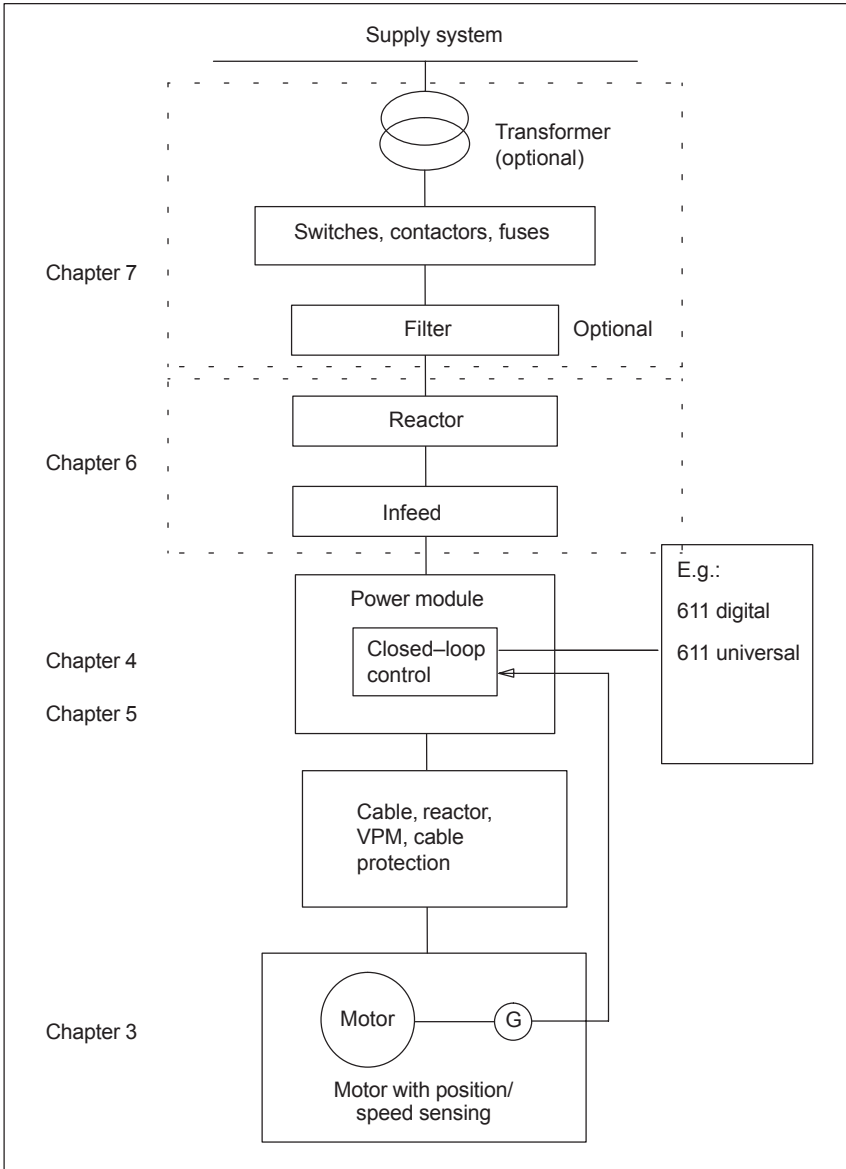 Supply system
Transformer
(optional)
Switches, contactors, fuses
Chapter 7
Filter
Optional
Reactor
Chapter 6
Infeed
E.g.:
611 digital
611 universal
Power module
Closed–loop
control
Chapter 4
Chapter 5
Cable, reactor,
VPM, cable
protection
Motor
G
Chapter 3
Motor with position/
speed sensing